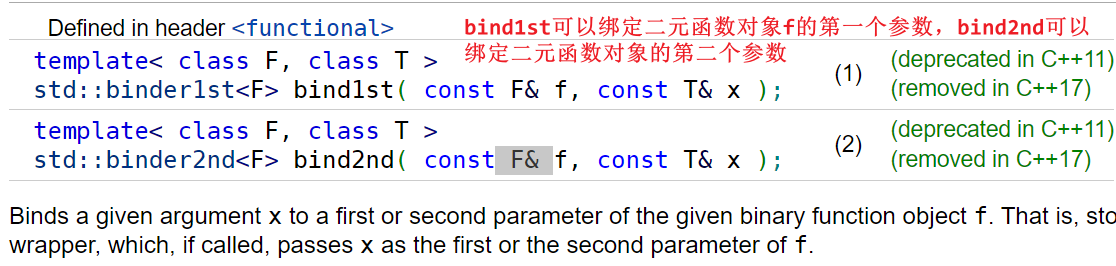 Defined in header <functional>
bind1st可以绑定二元函数对象f的第一个参数，bind2nd可以
绑定二元函数对象的第二个参数
template< class F, class T >
std::binder1st<F> bind1st( const F& f, const T& x );
(1)
(deprecated in C++11)
(removed in C++17)
template< class F, class T >
std::binder2nd<F> bind2nd( const F& f, const T& x );
(2)
(deprecated in C++11)
(removed in C++17)
Binds a given argument x to a first or second parameter of the given binary function object f. That is,
wrapper, which, if called, passes x as the first or the second parameter of f.